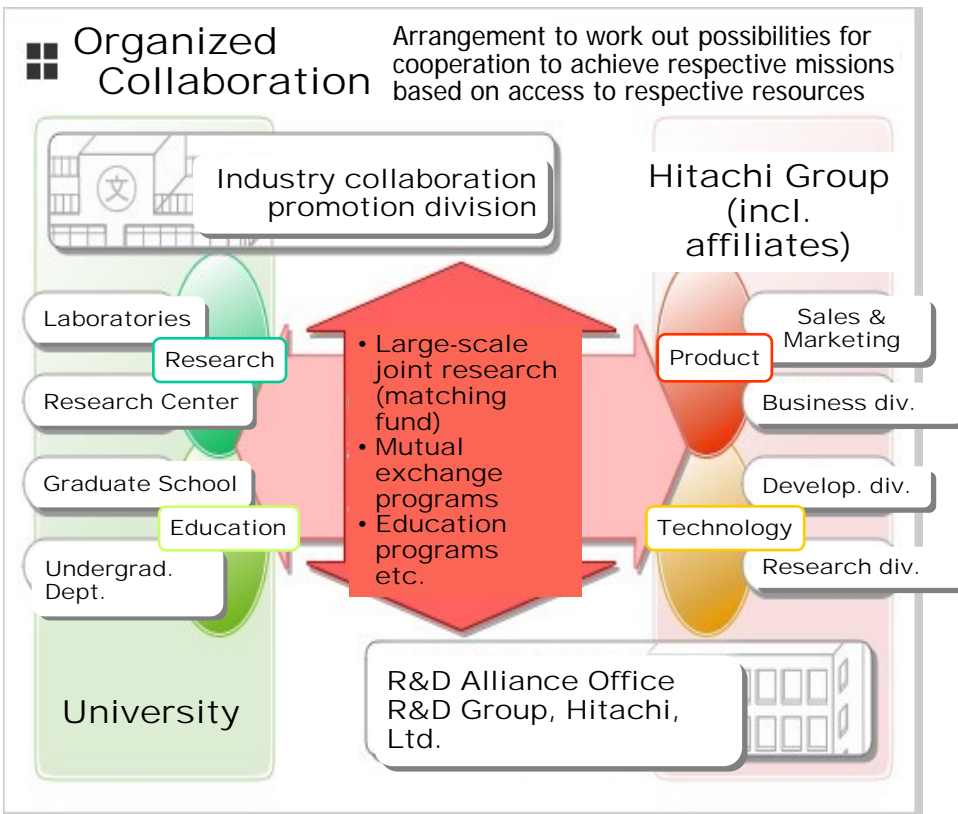 Organized
Collaboration
Arrangement to work out possibilities for
cooperation to achieve respective missions
based on access to respective resources
文
Industry collaboration
promotion division
Hitachi Group
(incl.
affiliates)
Laboratories
Research
Research Center
Graduate School
Education
Undergrad.
Dept.
University
• Large-scale
joint research
(matching
fund)
• Mutual
exchange
programs
• Education
programs
etc.
Sales &
Marketing
Product
Business div.
Develop. div.
Technology
Research div.
R&D Alliance Office
R&D Group, Hitachi,
Ltd.